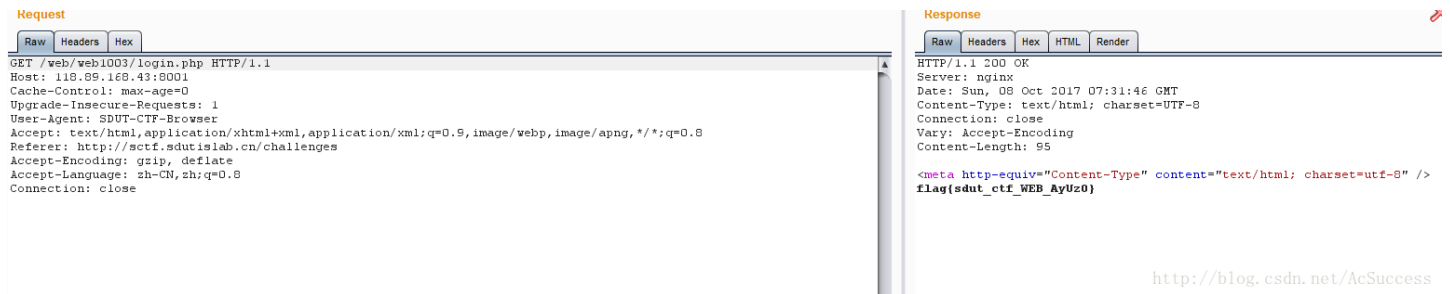 Request
Raw Headers Hex
GET /web/web1003/login.php HTTP/1.1
Host: 118.89.168.43:8001
Cache-Control: max-age=0
Upgrade-Insecure-Requests: 1
User-Agent: SDUT-CTF-Browser
Accept: text/html,application/xhtml+xml,application/xml;q=0.9,image/webp,image/apng,*/*;q=0.8
Referer: http://sctf.sdutislab.cn/challenges
Accept-Encoding: gzip, deflate
Accept-Language: zh-CN,zh;q=0.8
Connection: close
Response
Raw Headers Hex HTML Render
HTTP/1.1 200 OK
Server: nginx
Date: Sun, 08 Oct 2017 07:31:46 GMT
Content-Type: text/html; charset=UTF-8
Connection: close
Vary: Accept-Encoding
Content-Length: 95
<meta http-equiv="Content-Type" content="text/html; charset=utf-8" />
flag{sdut_ctf_WEB_AyUz0}
http://blog.csdn.net/AcSuccess